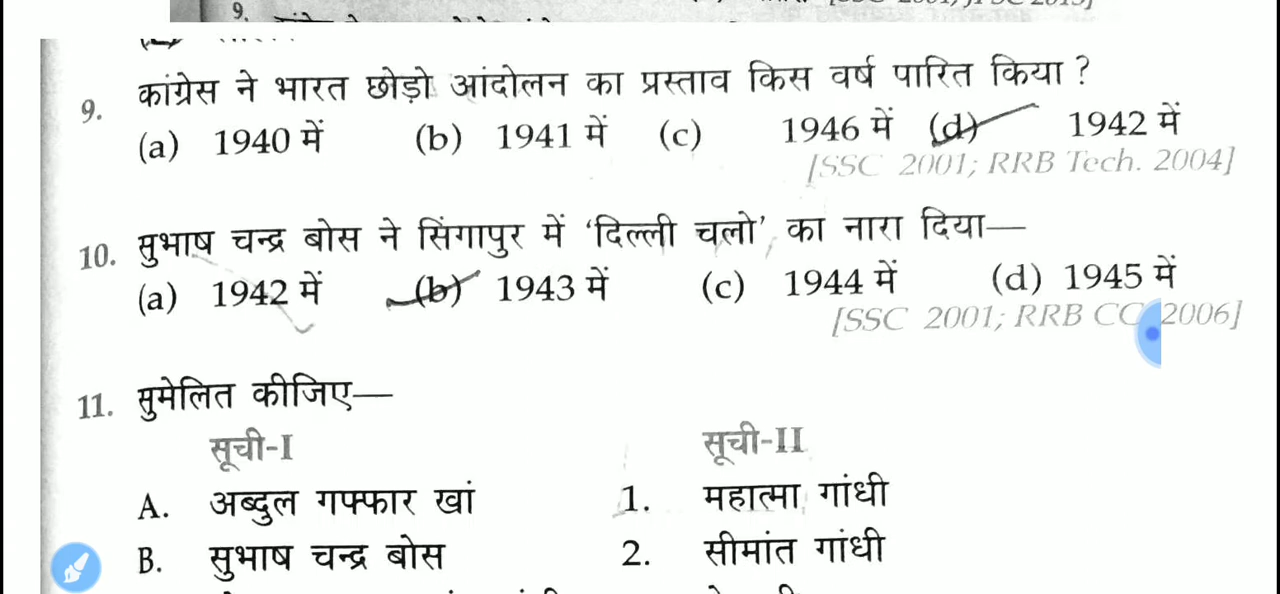 9.
कांग्रेस ने भारत छोड़ो आंदोलन का प्रस्ताव किस वर्ष पारित किया ?
9.
(a) 1940 में (b) 1941 में (c) 1946 में (d) 1942 में
[SSC 2001; RRB Tech. 2004]
10. सुभाष चन्द्र बोस ने सिंगापुर में ‘दिल्ली चलो’ का नारा दिया—
(a) 1942 में (b) 1943 में (c) 1944 में (d) 1945 में
[SSC 2001; RRB CC 2006]
11. सुमेलित कीजिए—
सूची-I सूची-II
A. अब्दुल गफ्फार खां 1. महात्मा गांधी
B. सुभाष चन्द्र बोस 2. सीमांत गांधी